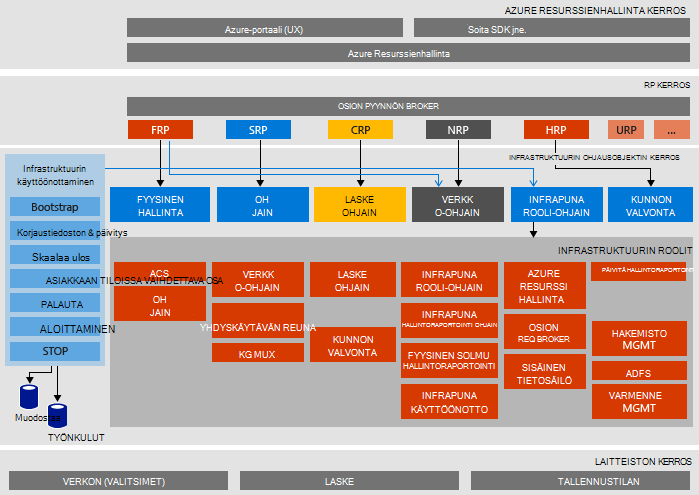 AZURE RESURSSIENHALLINTA KERROS
Azure-portaali (UX)
Soita SDK jne.
Azure Resurssienhallinta
RP KERROS
OSION PYYNNÖN BROKER
FRP
SRP
CRP
NRP
HRP
URP
...
INFRASTRUKTUURIN OHJAUSOBJEKTIN KERROS
Infrastruktuurin
käyttöönottaminen
Bootstrap
Korjaustiedoston & päivitys
Skaalaa ulos
ASIAKKAAN TILOISSA VAIHDETTAVA OSA
PALAUTA
ALOITTAMINEN
STOP
Muodostaa
TYÖNKULUT
FYYSINEN
HALLINTA
OH
JAIN
LASKE
OHJAIN
VERKK
O-OHJAIN
INFRAPUNA
ROOLI-OHJAIN
KUNNON
VALVONTA
INFRASTRUKTUURIN ROOLIT
ACS
OH
JAIN
VERKK
O-OHJAIN
YHDYSKÄYTÄVÄN REUNA
KG MUX
LASKE
OHJAIN
KUNNON
VALVONTA
INFRAPUNA
ROOLI-OHJAIN
INFRAPUNA
HALLINTORAPORTOINTI OHJAIN
FYYSINEN SOLMU
HALLINTORAPORTOINTI
INFRAPUNA
KÄYTTÖÖNOTTO
AZURE
RESURSSI
HALLINTA
OSION
REQ BROKER
SISÄINEN
TIETOSÄILÖ
PÄIVITÄ HALLINTORAPORTOINTI
HAKEMISTO
MGMT
ADFS
VARMENNE
MGMT
LAITTEISTON KERROS
VERKON (VALITSIMET)
LASKE
TALLENNUSTILAN